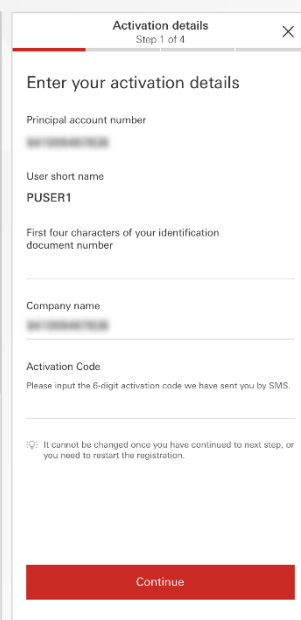 Activation details
Step 1 of 4
Enter your activation details
Principal account number
User short name
PUSER1
First four characters of your identification
document number
Company name
Activation Code
Please input the 6-digit activation code we have sent you by SMS.
It cannot be changed once you have continued to next step, or
you need to restart the registration.
Continue